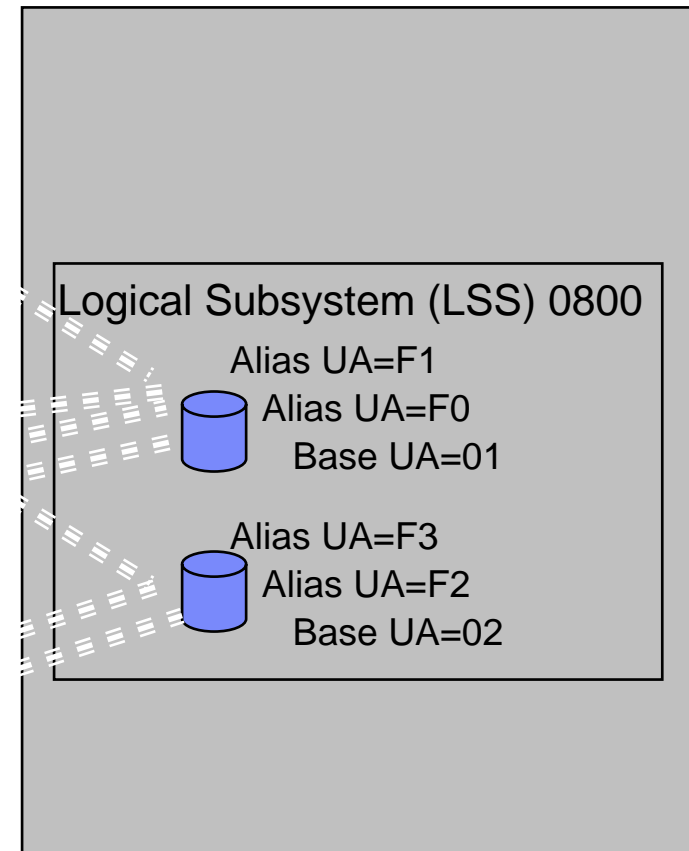 Logical Subsystem (LSS) 0800
Alias UA=F1
Alias UA=F0
Base UA=01
Alias UA=F3
Alias UA=F2
Base UA=02